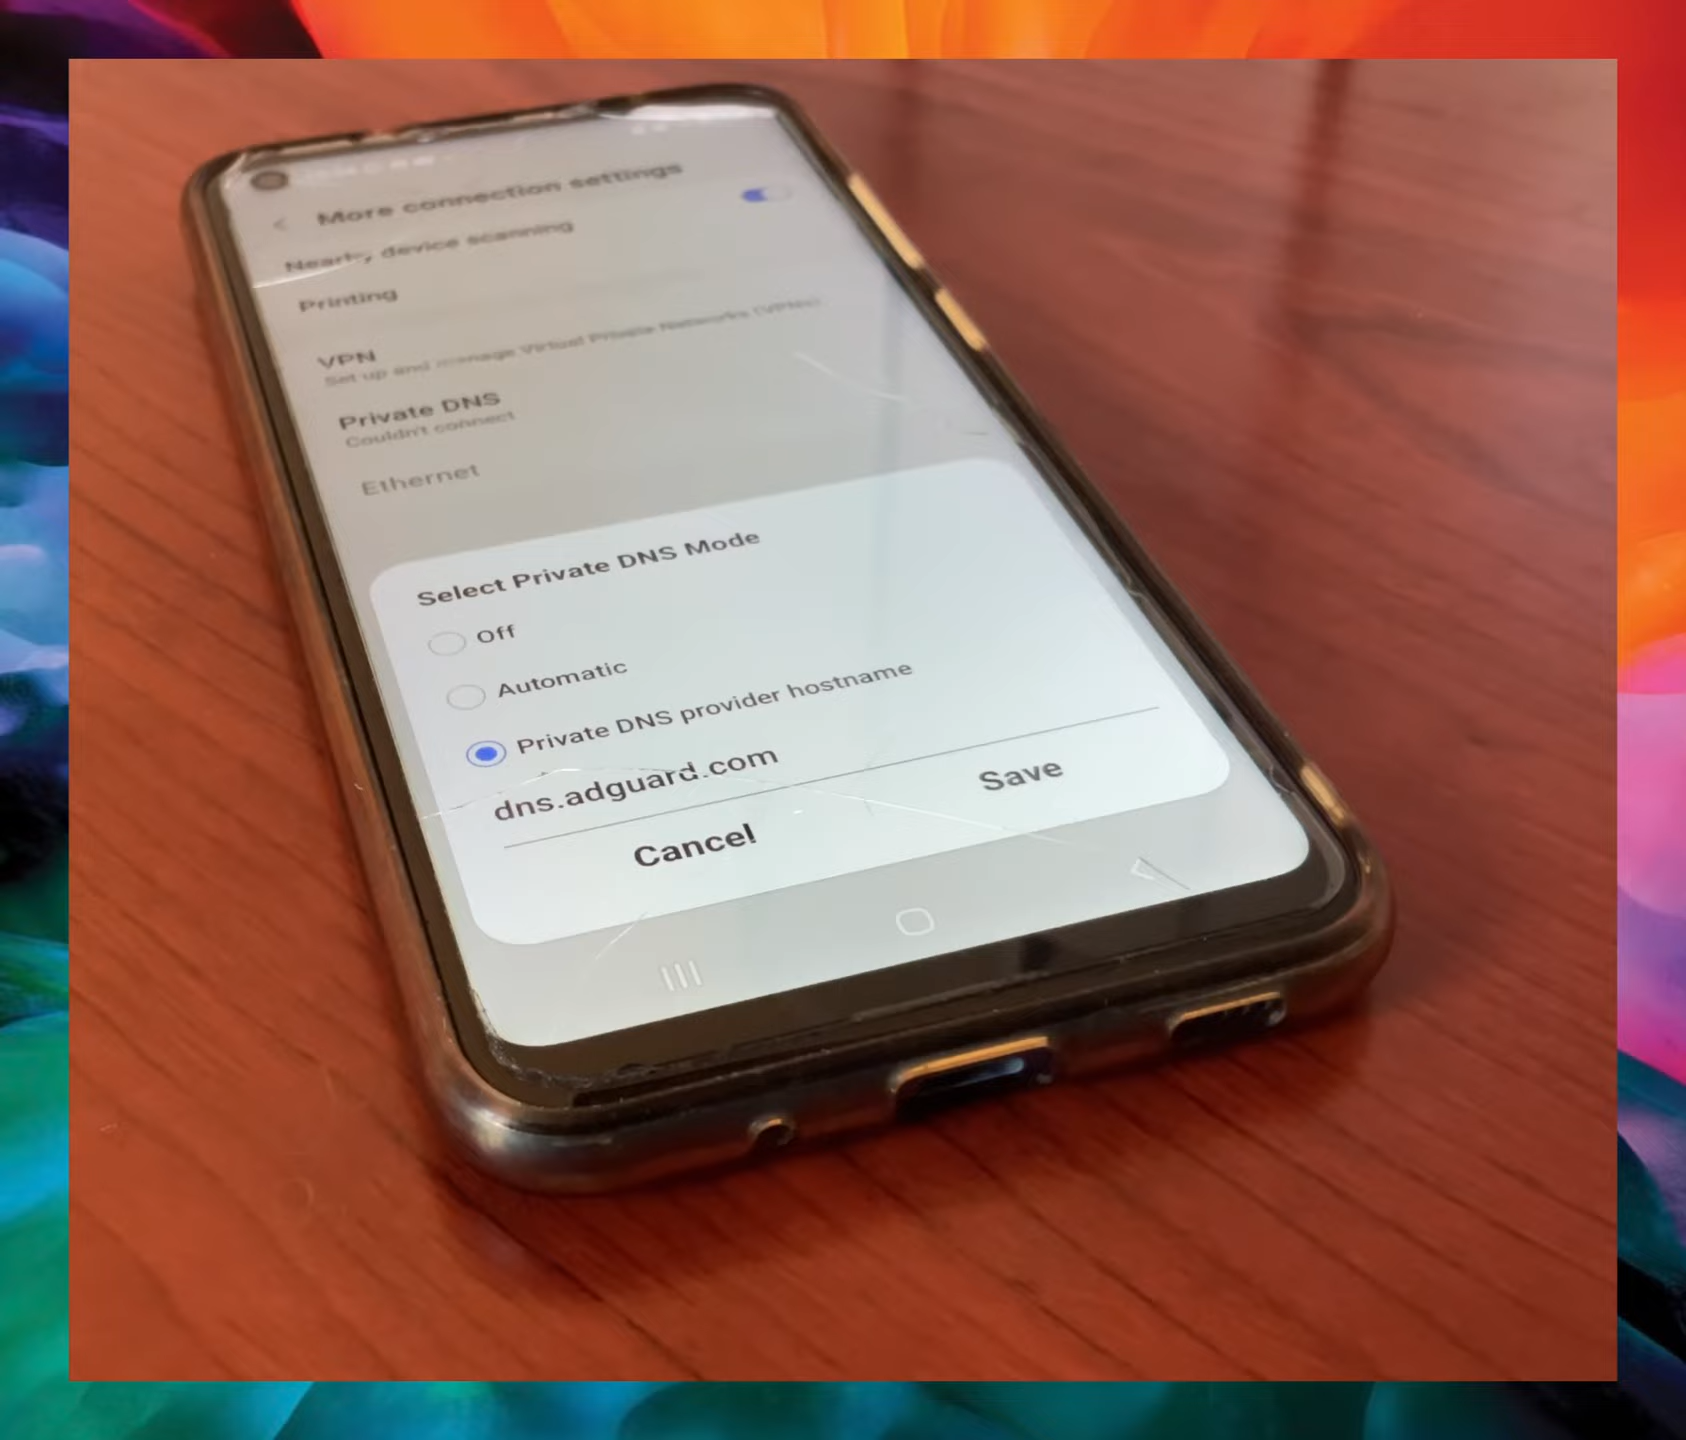 More connection settings
Nearby device scanning
Printing
VPN
Set up and manage Virtual Private Networks (VPNs).
Private DNS
Couldn't connect
Ethernet
Select Private DNS Mode
Off
Automatic
Private DNS provider hostname
dns.adguard.com
Cancel
Save